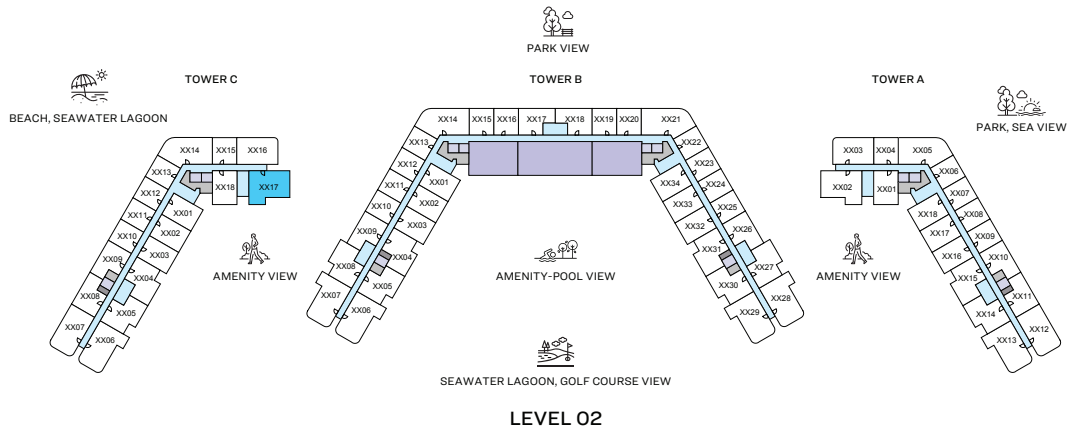 PARK VIEW
TOWER C
TOWER B
TOWER A
BEACH, SEAWATER LAGOON
PARK, SEA VIEW
XX14
XX15
XX16
XX13
XX12
XX11
XX10
XX09
XX08
XX07
XX06
XX05
XX04
XX03
XX02
XX01
XX18
XX17
AMENITY VIEW
XX14
XX15
XX16
XX17
XX18
XX19
XX20
XX21
XX13
XX12
XX11
XX10
XX09
XX08
XX07
XX06
XX05
XX04
XX03
XX02
XX01
XX22
XX23
XX24
XX25
XX26
XX27
XX28
XX29
XX30
XX31
XX32
XX33
XX34
AMENITY-POOL VIEW
XX03
XX04
XX05
XX02
XX01
XX06
XX07
XX08
XX09
XX10
XX11
XX12
XX13
XX14
XX15
XX16
XX17
XX18
AMENITY VIEW
SEAWATER LAGOON, GOLF COURSE VIEW
LEVEL 02